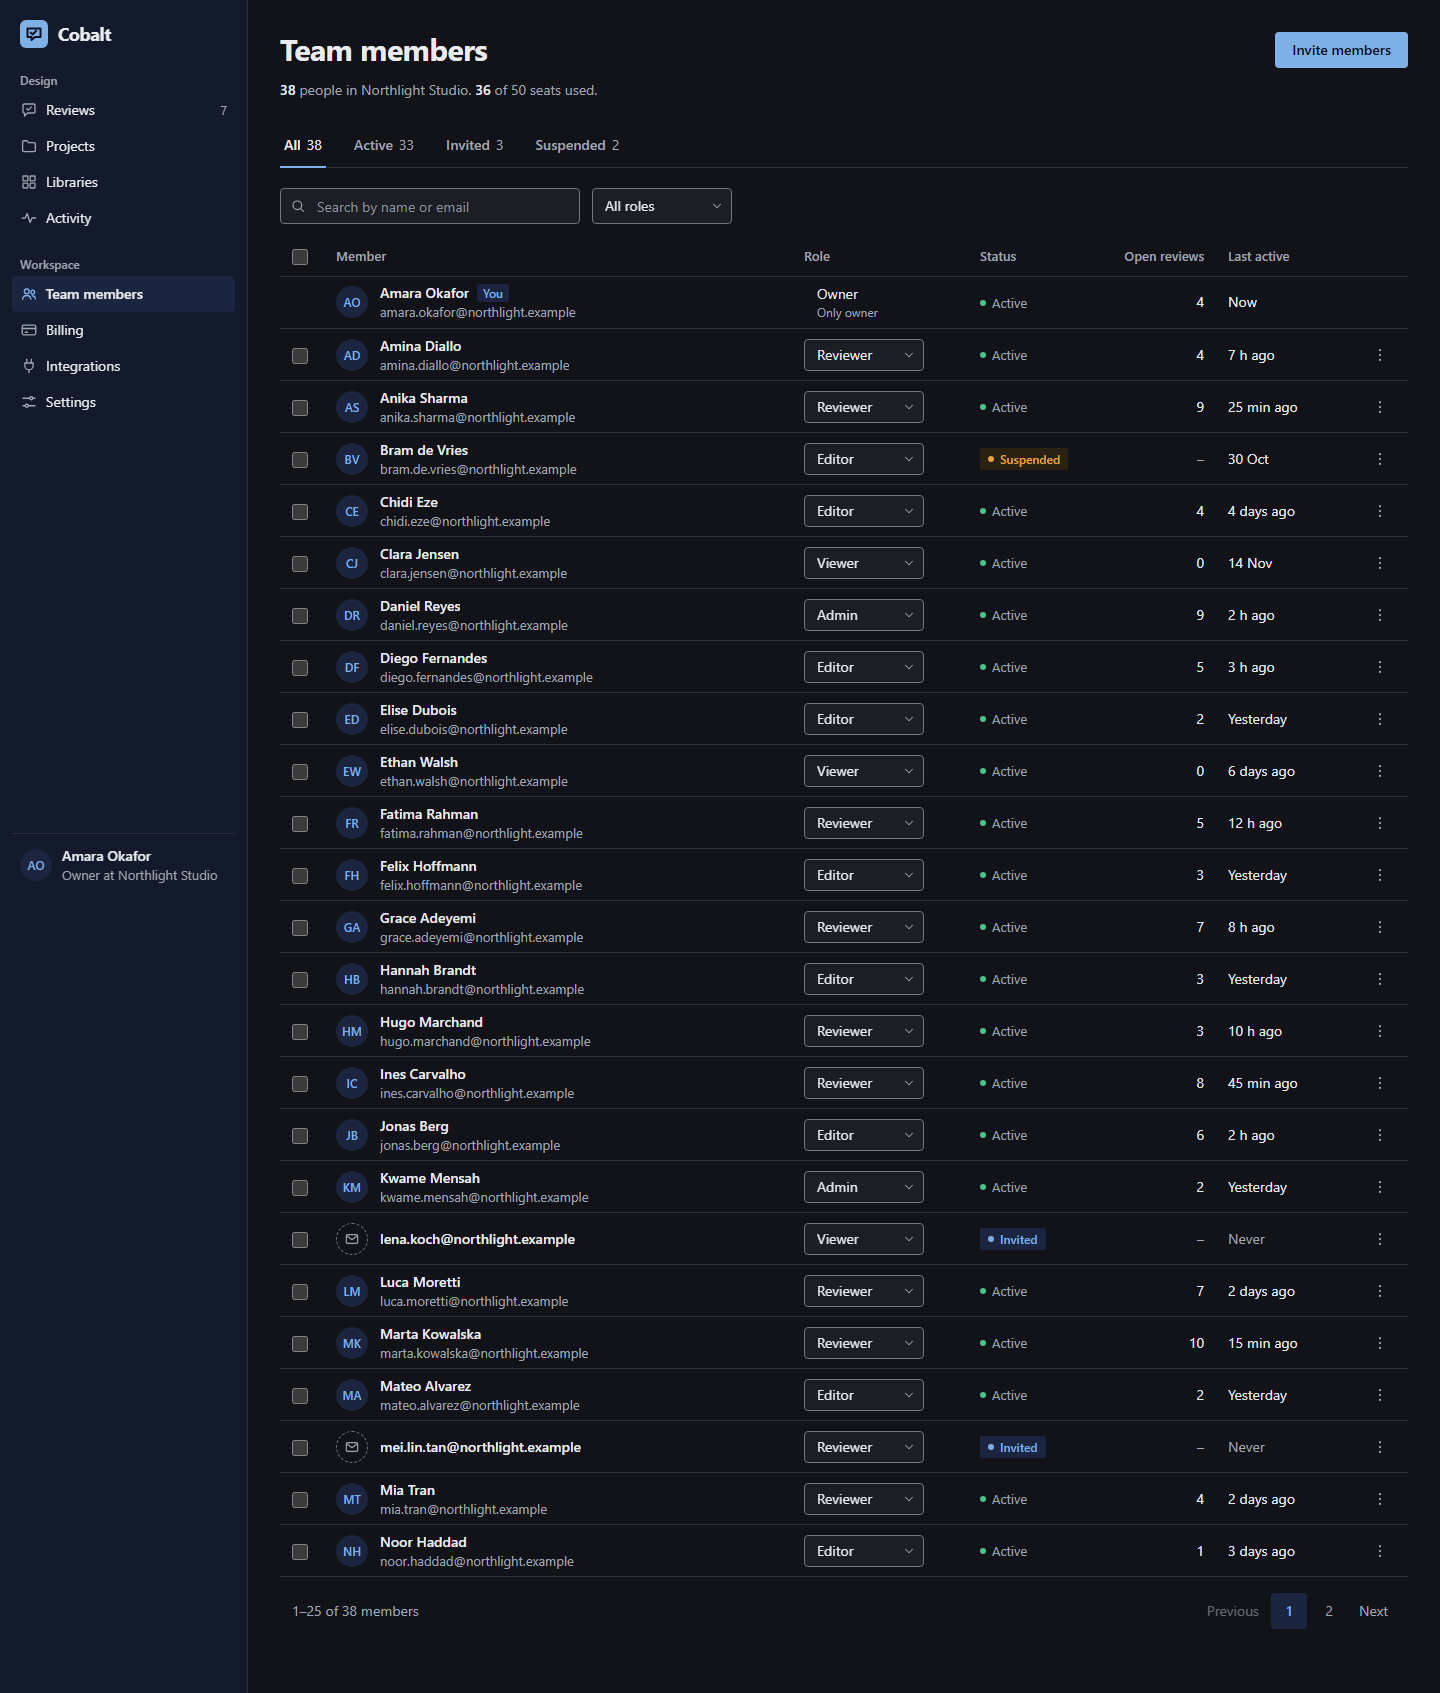 Cobalt
Design
Reviews 7
Projects
Libraries
Activity
Workspace
Team members
Billing
Integrations
Settings
AO Amara Okafor
Owner at Northlight Studio
Team members
Invite members
38 people in Northlight Studio. 36 of 50 seats used.
All 38 Active 33 Invited 3 Suspended 2
Search by name or email All roles
Member Role Status Open reviews Last active
AO Amara Okafor You Owner Active 4 Now
amara.okafor@northlight.example Only owner
AD Amina Diallo Reviewer Active 4 7 h ago
amina.diallo@northlight.example
AS Anika Sharma Reviewer Active 9 25 min ago
anika.sharma@northlight.example
BV Bram de Vries Editor Suspended – 30 Oct
bram.de.vries@northlight.example
CE Chidi Eze Editor Active 4 4 days ago
chidi.eze@northlight.example
CJ Clara Jensen Viewer Active 0 14 Nov
clara.jensen@northlight.example
DR Daniel Reyes Admin Active 9 2 h ago
daniel.reyes@northlight.example
DF Diego Fernandes Editor Active 5 3 h ago
diego.fernandes@northlight.example
ED Elise Dubois Editor Active 2 Yesterday
elise.dubois@northlight.example
EW Ethan Walsh Viewer Active 0 6 days ago
ethan.walsh@northlight.example
FR Fatima Rahman Reviewer Active 5 12 h ago
fatima.rahman@northlight.example
FH Felix Hoffmann Editor Active 3 Yesterday
felix.hoffmann@northlight.example
GA Grace Adeyemi Reviewer Active 7 8 h ago
grace.adeyemi@northlight.example
HB Hannah Brandt Editor Active 3 Yesterday
hannah.brandt@northlight.example
HM Hugo Marchand Reviewer Active 3 10 h ago
hugo.marchand@northlight.example
IC Ines Carvalho Reviewer Active 8 45 min ago
ines.carvalho@northlight.example
JB Jonas Berg Editor Active 6 2 h ago
jonas.berg@northlight.example
KM Kwame Mensah Admin Active 2 Yesterday
kwame.mensah@northlight.example
lena.koch@northlight.example Viewer Invited – Never
LM Luca Moretti Reviewer Active 7 2 days ago
luca.moretti@northlight.example
MK Marta Kowalska Reviewer Active 10 15 min ago
marta.kowalska@northlight.example
MA Mateo Alvarez Editor Active 2 Yesterday
mateo.alvarez@northlight.example
mei.lin.tan@northlight.example Reviewer Invited – Never
MT Mia Tran Reviewer Active 4 2 days ago
mia.tran@northlight.example
NH Noor Haddad Editor Active 1 3 days ago
noor.haddad@northlight.example
1–25 of 38 members Previous 1 2 Next